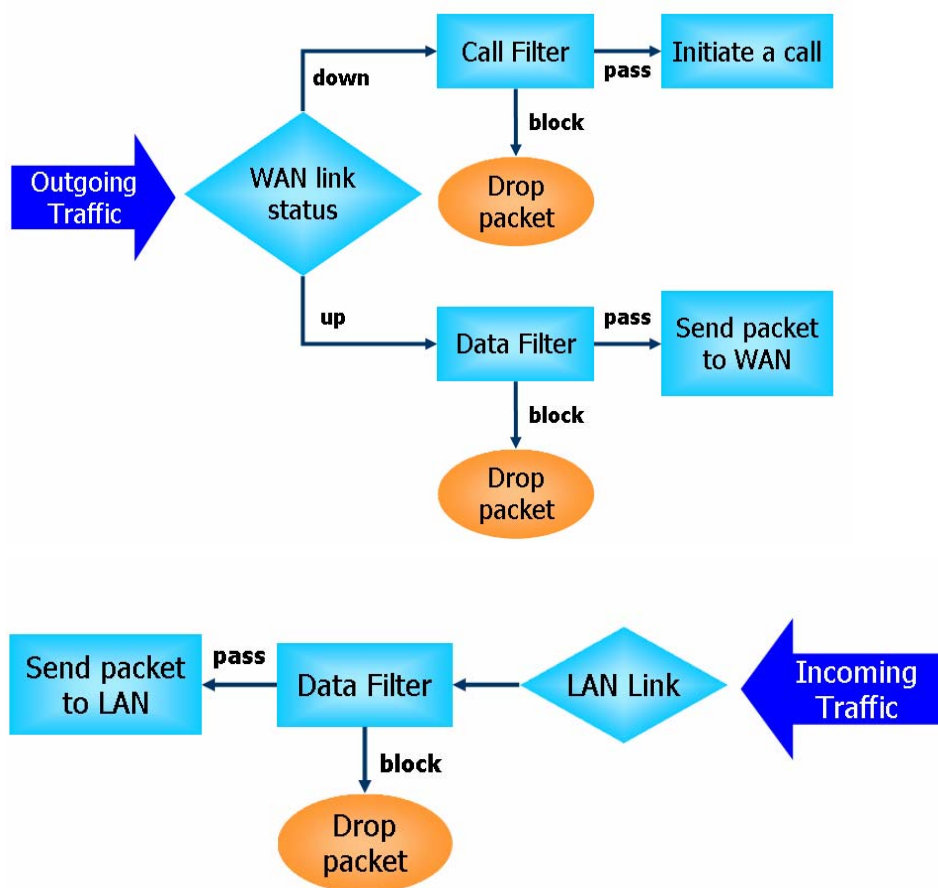 Call Filter
pass
Initiate a call
down
block
Outgoing
Traffic
WAN link
status
Drop
packet
up
Data Filter
pass
Send packet
to WAN
block
Drop
packet
Send packet
to LAN
pass
Data Filter
LAN Link
Incoming
Traffic
block
Drop
packet